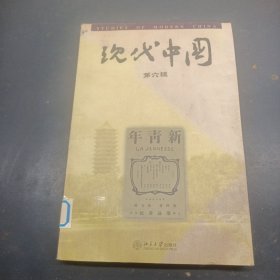 STUDIES OF MODERN CHINA
现代中国
第六辑
年青新
LA JEUNESSE
北京大学出版社